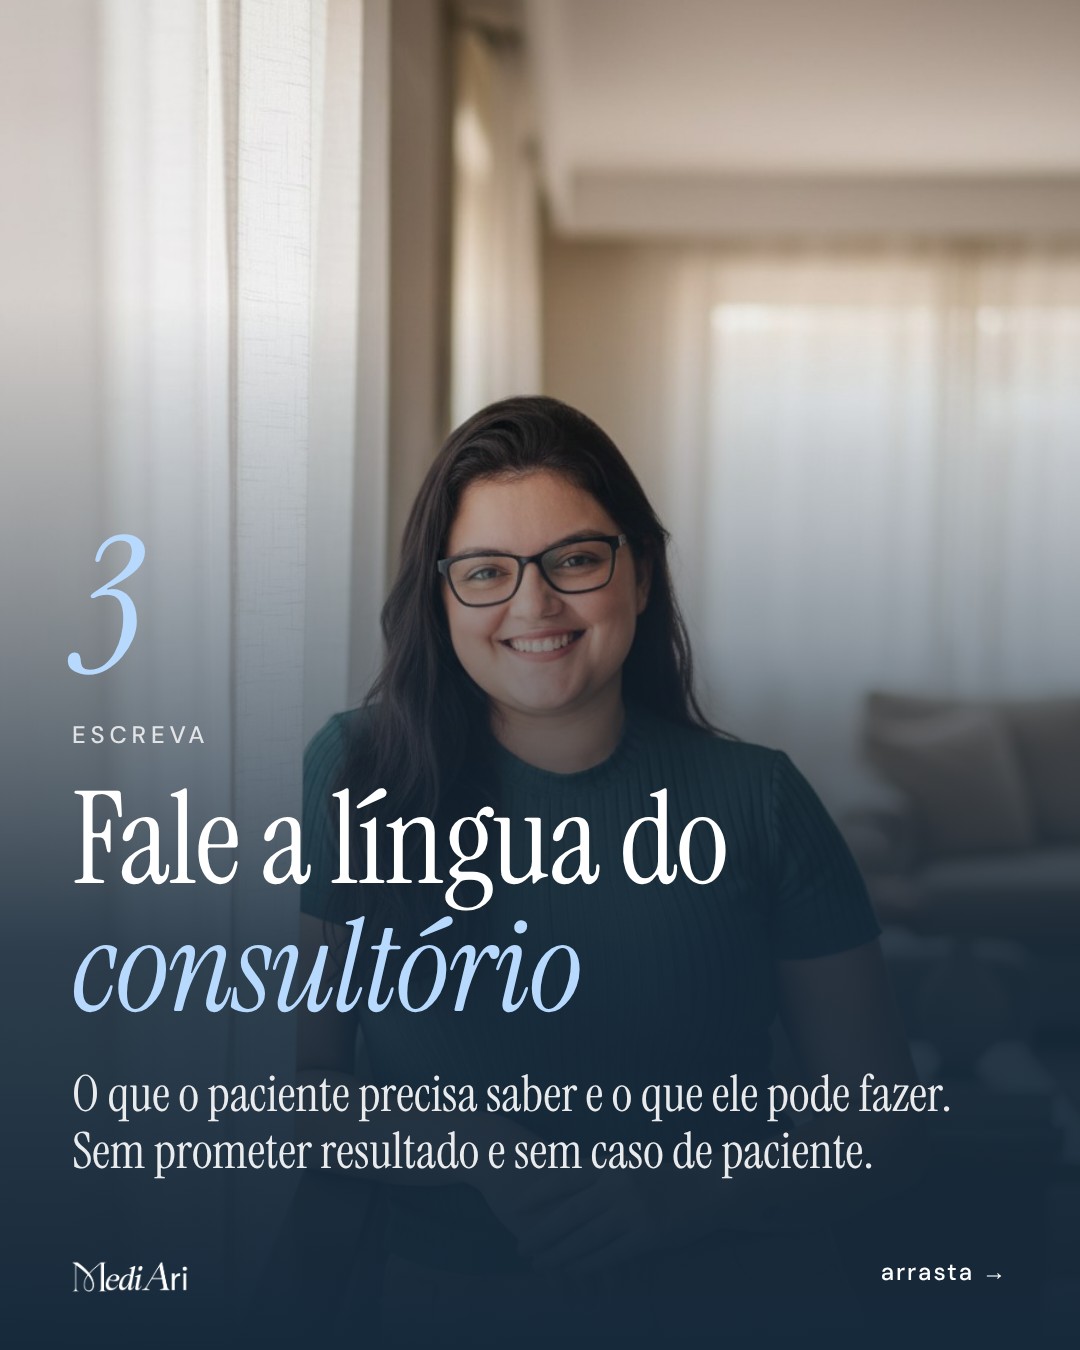 3
ESCREVA
Fale a língua do
consultório
O que o paciente precisa saber e o que ele pode fazer.
Sem prometer resultado e sem caso de paciente.
MediAri
arrasta →